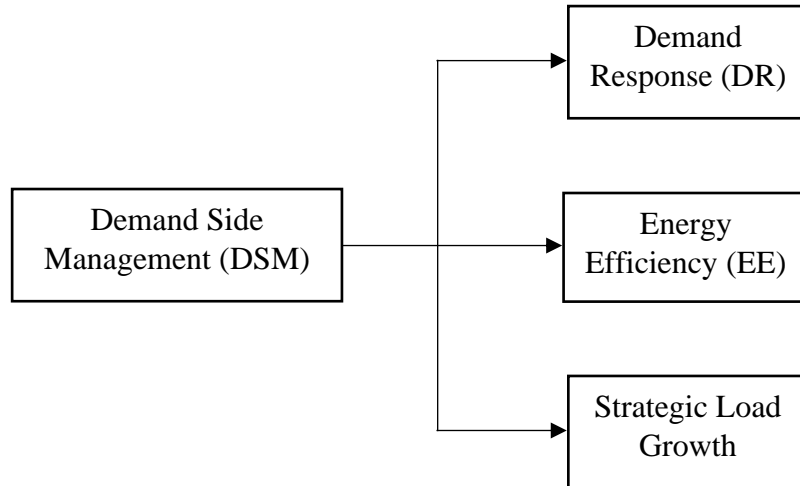 Demand
Response (DR)
Demand Side
Management (DSM)
Energy
Efficiency (EE)
Strategic Load
Growth